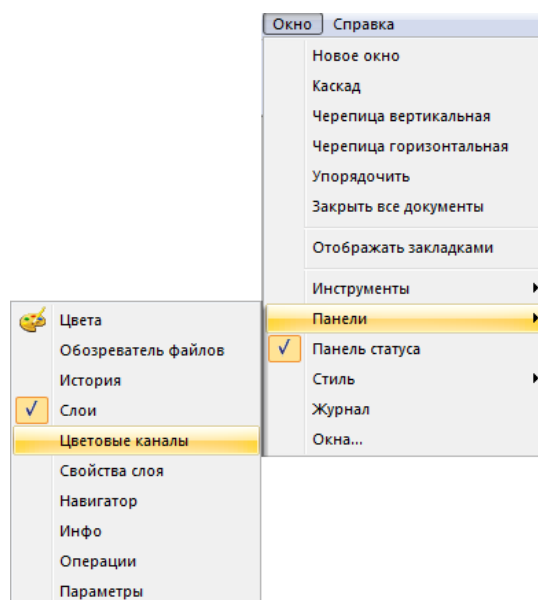 Окно Справка
Новое окно
Каскад
Черепица вертикальная
Черепица горизонтальная
Упорядочить
Закрыть все документы
Отображать закладками
Инструменты
Панели
Панель статуса
Стиль
Журнал
Окна...
Цвета
Обозреватель файлов
История
Слои
Цветовые каналы
Свойства слоя
Навигатор
Инфо
Операции
Параметры